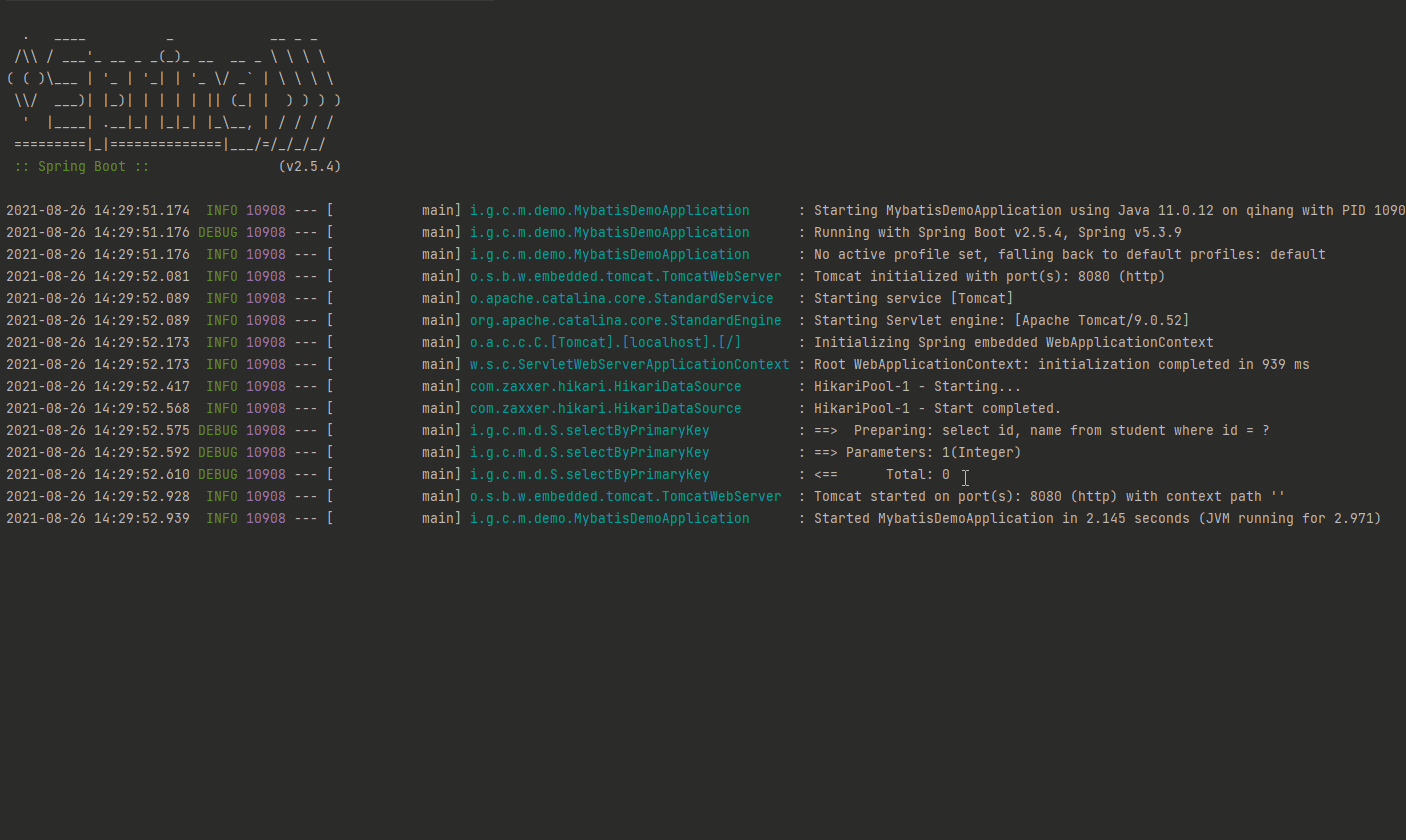 .   ____          _            __ _ _
 /\\ / ___'_ __ _ _(_)_ __  __ _ \ \ \ \
( ( )\___ | '_ | '_| | '_ \/ _` | \ \ \ \
 \\/  ___)| |_)| | | | | || (_| |  ) ) ) )
  '  |____| .__|_| |_|_| |_\__, | / / / /
 =========|_|==============|___/=/_/_/_/
 :: Spring Boot ::                (v2.5.4)
2021-08-26 14:29:51.174  INFO 10908 --- [           main] i.g.c.m.demo.MybatisDemoApplication      : Starting MybatisDemoApplication using Java 11.0.12 on qihang with PID 1090
2021-08-26 14:29:51.176 DEBUG 10908 --- [           main] i.g.c.m.demo.MybatisDemoApplication      : Running with Spring Boot v2.5.4, Spring v5.3.9
2021-08-26 14:29:51.176  INFO 10908 --- [           main] i.g.c.m.demo.MybatisDemoApplication      : No active profile set, falling back to default profiles: default
2021-08-26 14:29:52.081  INFO 10908 --- [           main] o.s.b.w.embedded.tomcat.TomcatWebServer  : Tomcat initialized with port(s): 8080 (http)
2021-08-26 14:29:52.089  INFO 10908 --- [           main] o.apache.catalina.core.StandardService   : Starting service [Tomcat]
2021-08-26 14:29:52.089  INFO 10908 --- [           main] org.apache.catalina.core.StandardEngine  : Starting Servlet engine: [Apache Tomcat/9.0.52]
2021-08-26 14:29:52.173  INFO 10908 --- [           main] o.a.c.c.C.[Tomcat].[localhost].[/]       : Initializing Spring embedded WebApplicationContext
2021-08-26 14:29:52.173  INFO 10908 --- [           main] w.s.c.ServletWebServerApplicationContext : Root WebApplicationContext: initialization completed in 939 ms
2021-08-26 14:29:52.417  INFO 10908 --- [           main] com.zaxxer.hikari.HikariDataSource       : HikariPool-1 - Starting...
2021-08-26 14:29:52.568  INFO 10908 --- [           main] com.zaxxer.hikari.HikariDataSource       : HikariPool-1 - Start completed.
2021-08-26 14:29:52.575 DEBUG 10908 --- [           main] i.g.c.m.d.S.selectByPrimaryKey           : ==>  Preparing: select id, name from student where id = ?
2021-08-26 14:29:52.592 DEBUG 10908 --- [           main] i.g.c.m.d.S.selectByPrimaryKey           : ==> Parameters: 1(Integer)
2021-08-26 14:29:52.610 DEBUG 10908 --- [           main] i.g.c.m.d.S.selectByPrimaryKey           : <==      Total: 0
2021-08-26 14:29:52.928  INFO 10908 --- [           main] o.s.b.w.embedded.tomcat.TomcatWebServer  : Tomcat started on port(s): 8080 (http) with context path ''
2021-08-26 14:29:52.939  INFO 10908 --- [           main] i.g.c.m.demo.MybatisDemoApplication      : Started MybatisDemoApplication in 2.145 seconds (JVM running for 2.971)